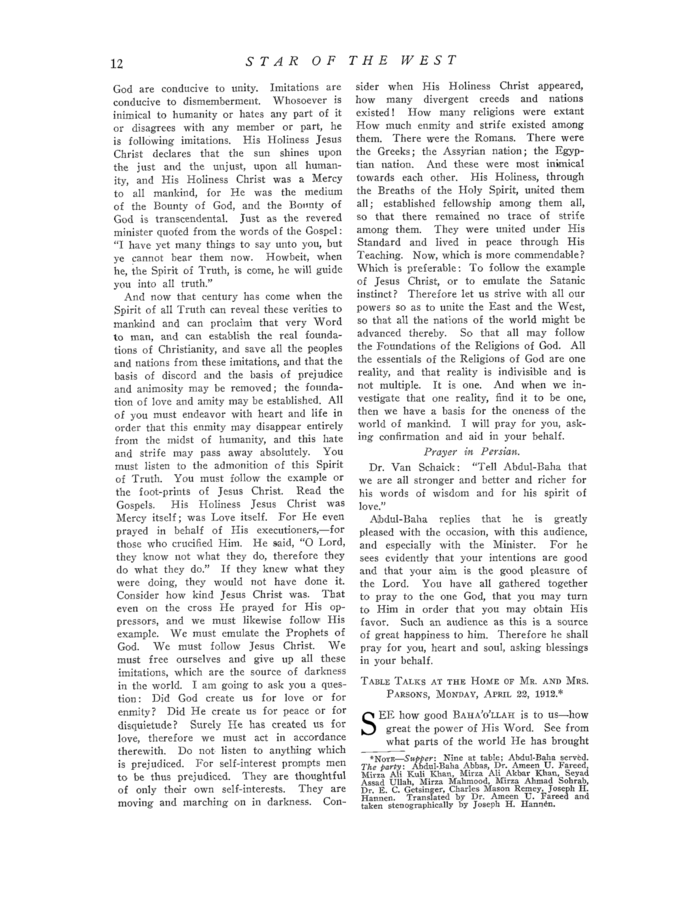 12
STAR OF THE WEST
God are conducive to unity. Imitations are
conducive to dismemberment. Whosoever is
inimical to humanity or hates any part of it
or disagrees with any member or part, he
is following imitations. His Holiness Jesus
Christ declares that the sun shines upon
the just and the unjust, upon all human-
ity, and His Holiness Christ was a Mercy
to all mankind, for He was the medium
of the Bounty of God, and the Bounty of
God is transcendental. Just as the revered
minister quoted from the words of the Gospel:
"I have yet many things to say unto you, but
ye cannot bear them now. Howbeit, when
he, the Spirit of Truth, is come, he will guide
you into all truth."
And now that century has come when the
Spirit of all Truth can reveal these verities to
mankind and can proclaim that very Word
to man, and can establish the real founda-
tions of Christianity, and save all the peoples
and nations from these imitations, and that the
basis of discord and the basis of prejudice
and animosity may be removed; the founda-
tion of love and amity may be established. All
of you must endeavor with heart and life in
order that this enmity may disappear entirely
from the midst of humanity, and this hate
and strife may pass away absolutely. You
must listen to the admonition of this Spirit
of Truth. You must follow the example or
the foot-prints of Jesus Christ. Read the
Gospels. His Holiness Jesus Christ was
Mercy itself; was Love itself. For He even
prayed in behalf of His executioners,—for
those who crucified Him. He said, "O Lord,
they know not what they do, therefore they
do what they do." If they knew what they
were doing, they would not have done it.
Consider how kind Jesus Christ was. That
even on the cross He prayed for His op-
pressors, and we must likewise follow His
example. We must emulate the Prophets of
God. We must follow Jesus Christ. We
must free ourselves and give up all these
imitations, which are the source of darkness
in the world. I am going to ask you a ques-
tion: Did God create us for love or for
enmity? Did He create us for peace or for
disquietude? Surely He has created us for
love, therefore we must act in accordance
therewith. Do not listen to anything which
is prejudiced. For self-interest prompts men
to be thus prejudiced. They are thoughtful
of only their own self-interests. They are
moving and marching on in darkness. Con-
sider when His Holiness Christ appeared,
how many divergent creeds and nations
existed! How many religions were extant
How much enmity and strife existed among
them. There were the Romans. There were
the Greeks; the Assyrian nation; the Egyp-
tian nation. And these were most inimical
towards each other. His Holiness, through
the Breaths of the Holy Spirit, united them
all; established fellowship among them all,
so that there remained no trace of strife
among them. They were united under His
Standard and lived in peace through His
Teaching. Now, which is more commendable?
Which is preferable: To follow the example
of Jesus Christ, or to emulate the Satanic
instinct? Therefore let us strive with all our
powers so as to unite the East and the West,
so that all the nations of the world might be
advanced thereby. So that all may follow
the Foundations of the Religions of God. All
the essentials of the Religions of God are one
reality, and that reality is indivisible and is
not multiple. It is one. And when we in-
vestigate that one reality, find it to be one,
then we have a basis for the oneness of the
world of mankind. I will pray for you, ask-
ing confirmation and aid in your behalf.
Prayer in Persian.
Dr. Van Schaick: "Tell Abdul-Baha that
we are all stronger and better and richer for
his words of wisdom and for his spirit of
love."
Abdul-Baha replies that he is greatly
pleased with the occasion, with this audience,
and especially with the Minister. For he
sees evidently that your intentions are good
and that your aim is the good pleasure of
the Lord. You have all gathered together
to pray to the one God, that you may turn
to Him in order that you may obtain His
favor. Such an audience as this is a source
of great happiness to him. Therefore he shall
pray for you, heart and soul, asking blessings
in your behalf.
TABLE TALKS AT THE HOME OF MR. AND MRS.
PARSONS, MONDAY, APRIL 22, 1912.*
SEE how good BAHA'O'LLAH is to us—how
great the power of His Word. See from
what parts of the world He has brought
*NOTE—Supper: Nine at table; Abdul-Baha served.
The party: Abdul-Baha Abbas, Dr. Ameen U. Fareed,
Mirza Ali Kuli Khan, Mirza Ali Akbar Khan, Seyad
Assad Ullah, Mirza Mahmood, Mirza Ahmad Sohrab,
Dr. E. C. Getsinger, Charles Mason Remey, Joseph H.
Hannen. Translated by Dr. Ameen U. Fareed and
taken stenographically by Joseph H. Hannen.